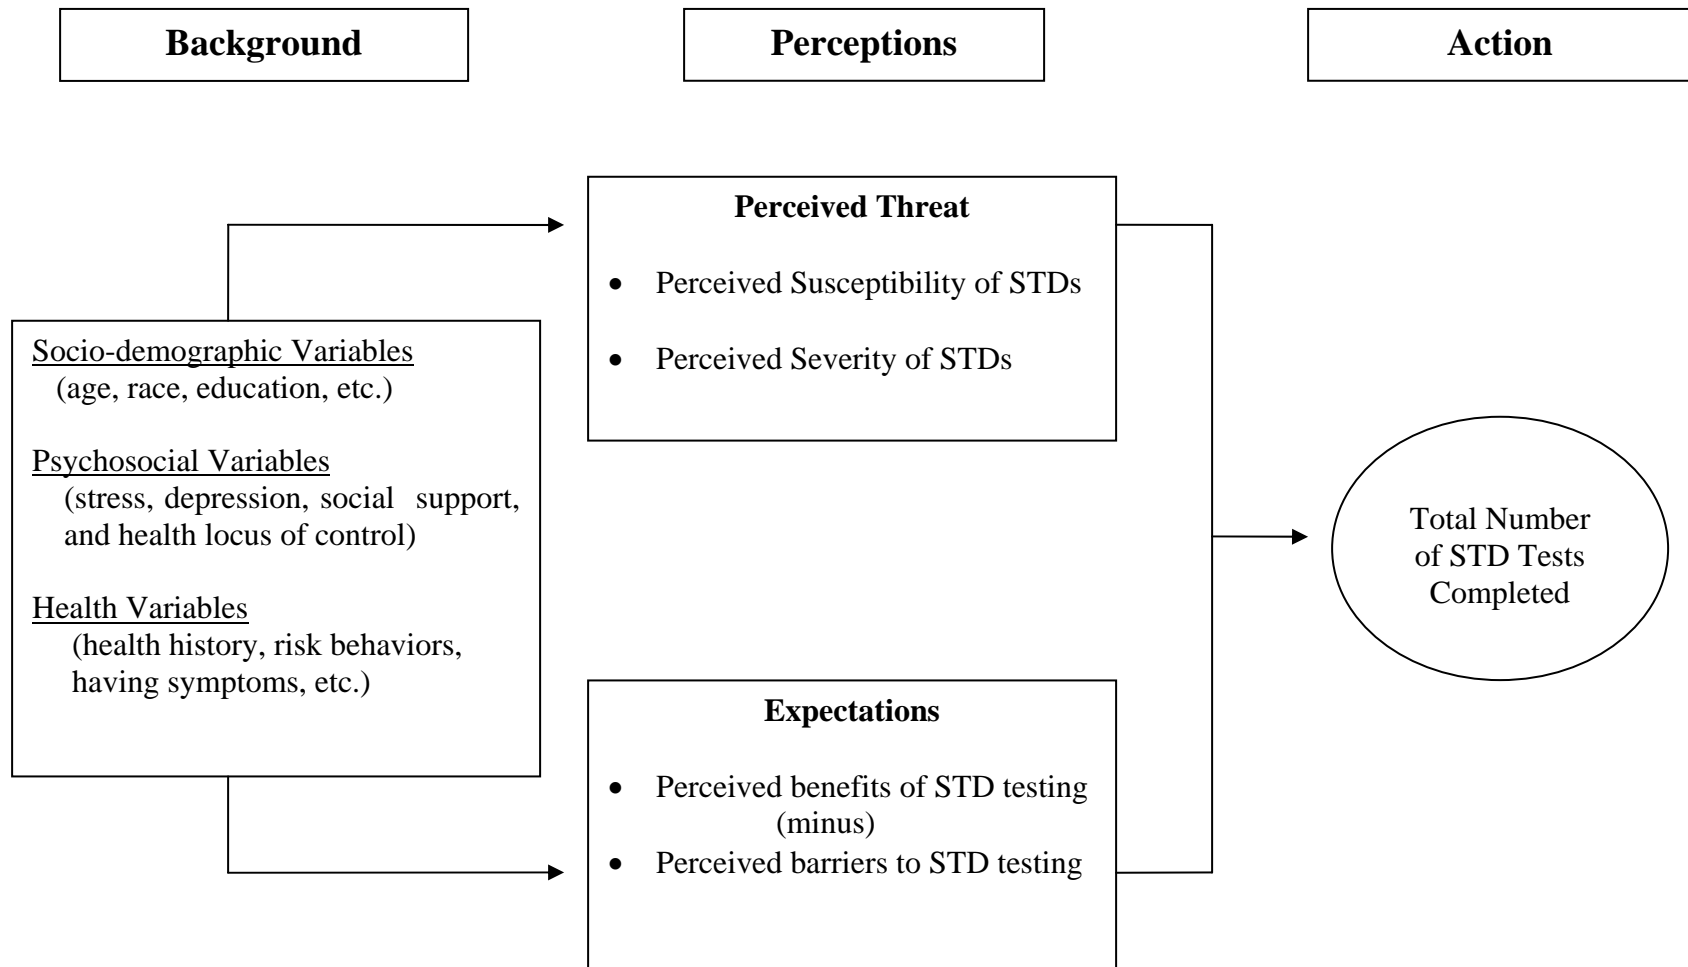 Background
Perceptions
Action
Perceived Threat
• Perceived Susceptibility of STDs
• Perceived Severity of STDs
Socio-demographic Variables
(age, race, education, etc.)
Psychosocial Variables
(stress, depression, social support,
and health locus of control)
Health Variables
(health history, risk behaviors,
having symptoms, etc.)
Expectations
• Perceived benefits of STD testing
(minus)
• Perceived barriers to STD testing
Total Number
of STD Tests
Completed